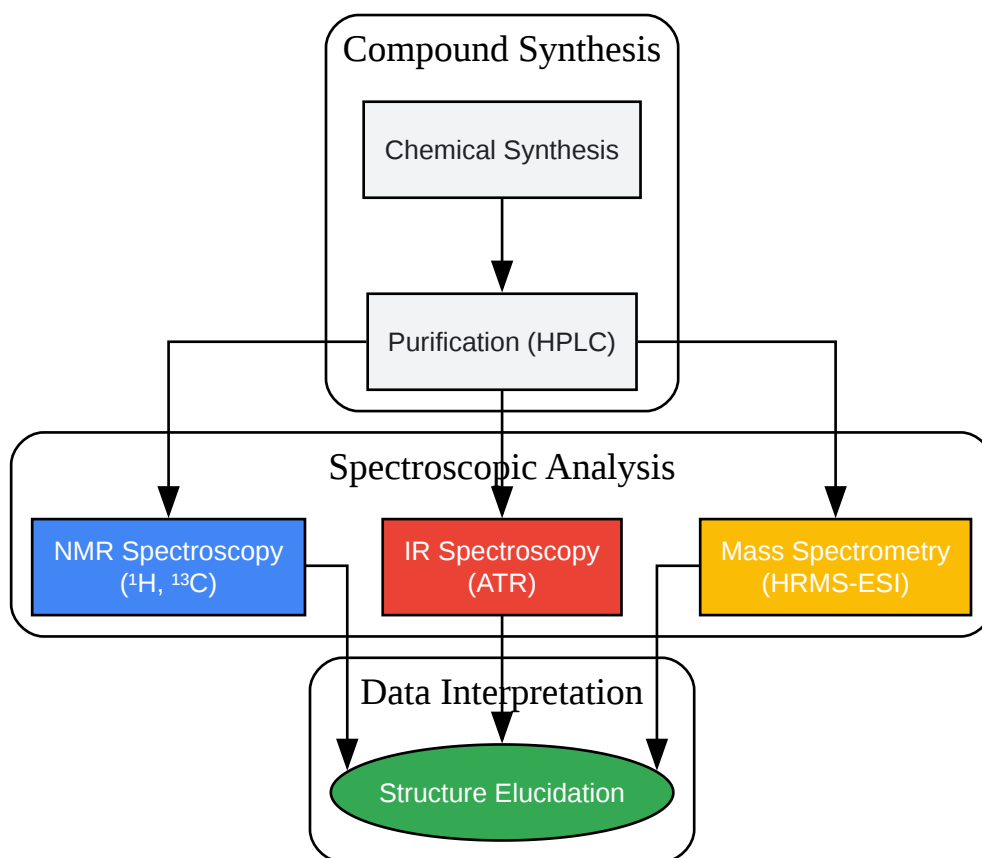 Compound Synthesis
Chemical Synthesis
Purification (HPLC)
Spectroscopic Analysis
NMR Spectroscopy
(¹H, ¹³C)
IR Spectroscopy
(ATR)
Mass Spectrometry
(HRMS-ESI)
Data Interpretation
Structure Elucidation